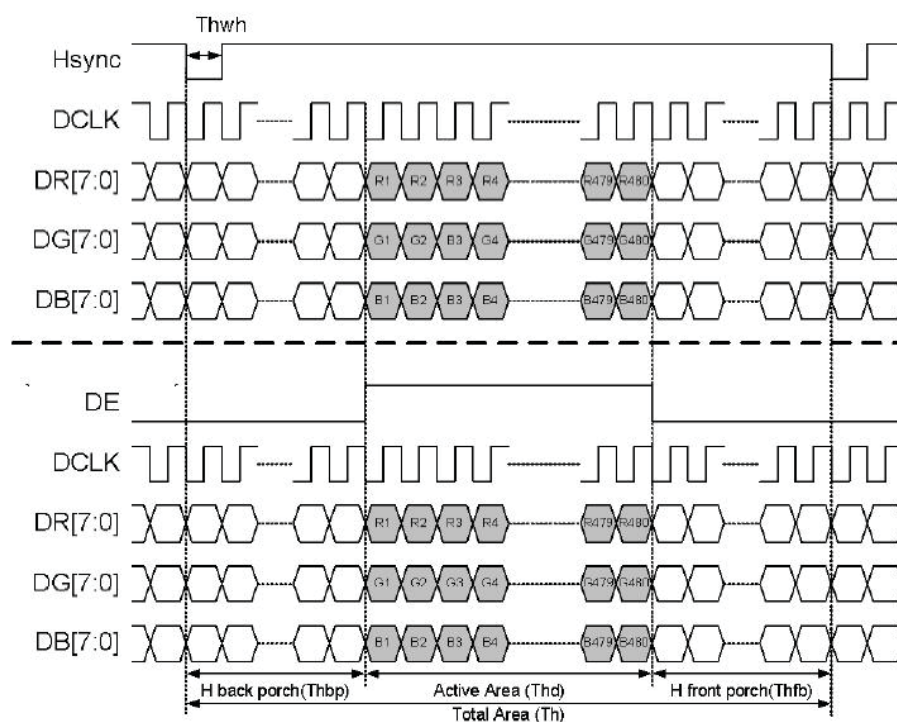 Thwh
Hsync
DCLK
DR[7:0] R1 R2 R3 R4 R479 R480
DG[7:0] G1 G2 B3 G4 G479 G480
DB[7:0] B1 B2 B3 B4 B479 B480
DE
DCLK
DR[7:0] R1 R2 R3 R4 R479 R480
DG[7:0] G1 G2 G3 G4 G479 G480
DB[7:0] B1 B2 B3 B4 B479 B480
H back porch(Thbp) Active Area (Thd) H front porch(Thfb)
Total Area (Th)